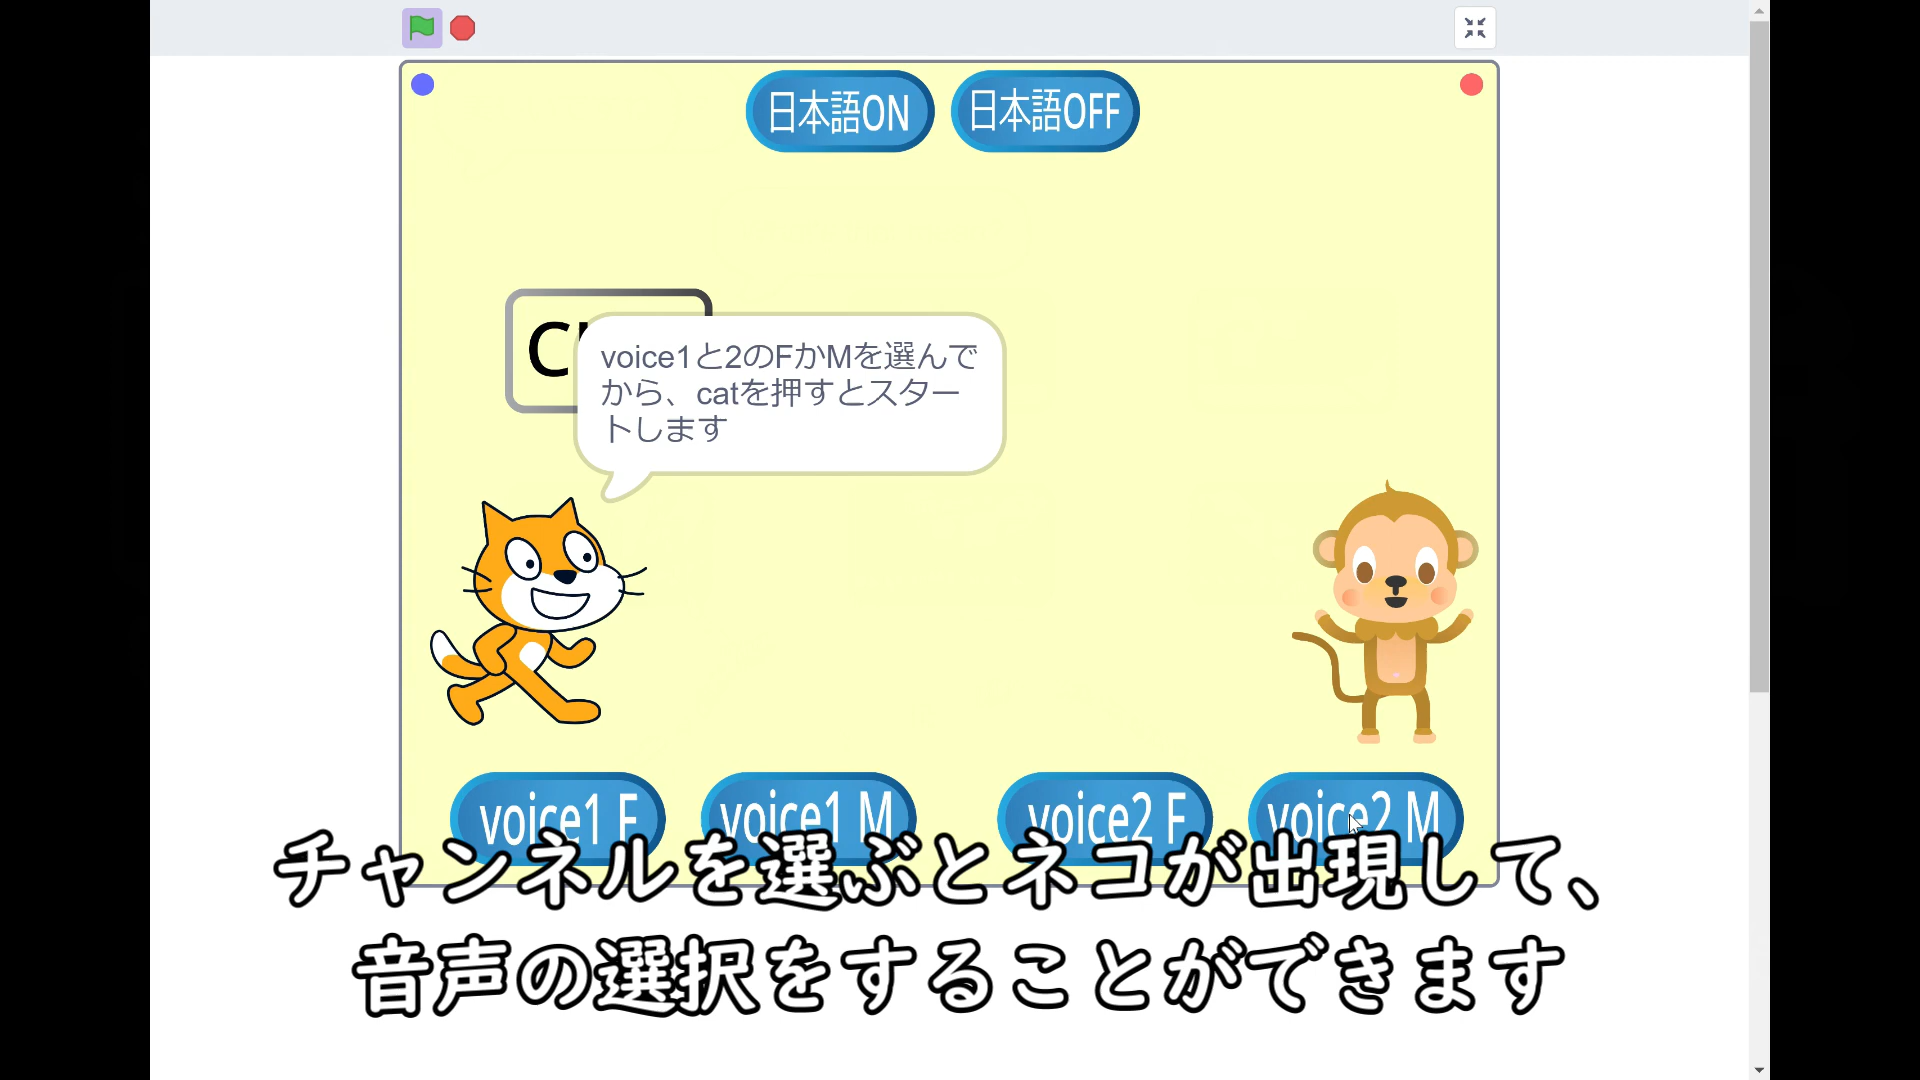 日本語ON
日本語OFF
voice1と2のFかMを選んで
から、catを押すとスター
トします
voice1 F
voice1 M
voice2 F
voice2 M
チャンネルを選ぶとネコが出現して、
音声の選択をすることができます